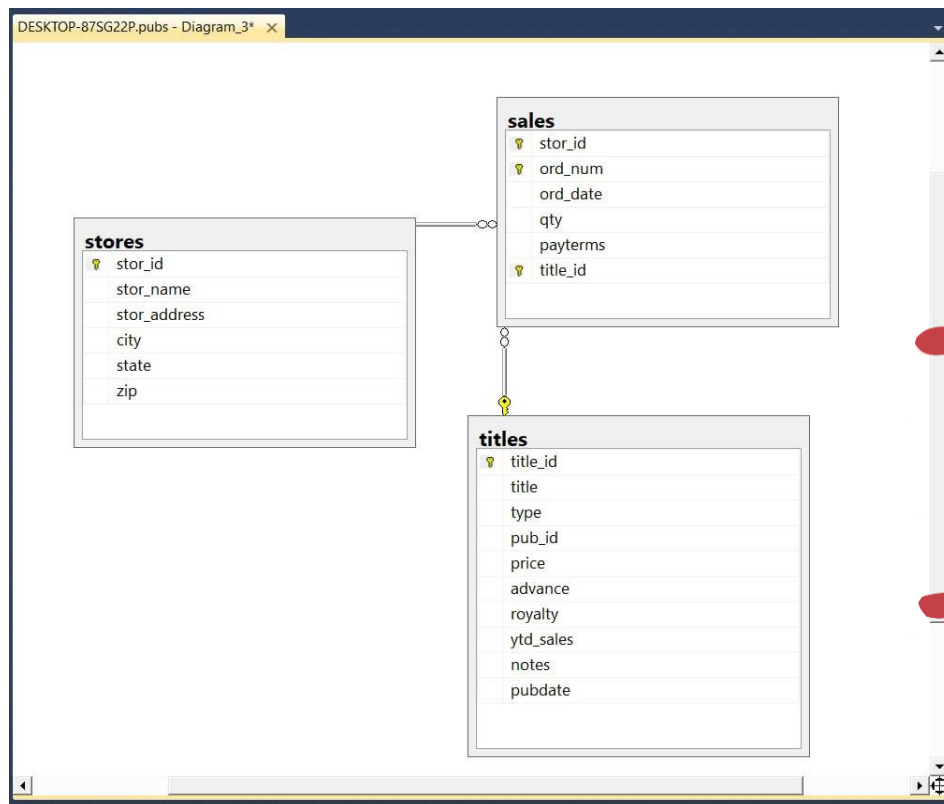 DESKTOP-87SG22P.pubs - Diagram_3*
sales
stor_id
ord_num
ord_date
qty
payterms
title_id
stores
stor_id
stor_name
stor_address
city
state
zip
titles
title_id
title
type
pub_id
price
advance
royalty
ytd_sales
notes
pubdate